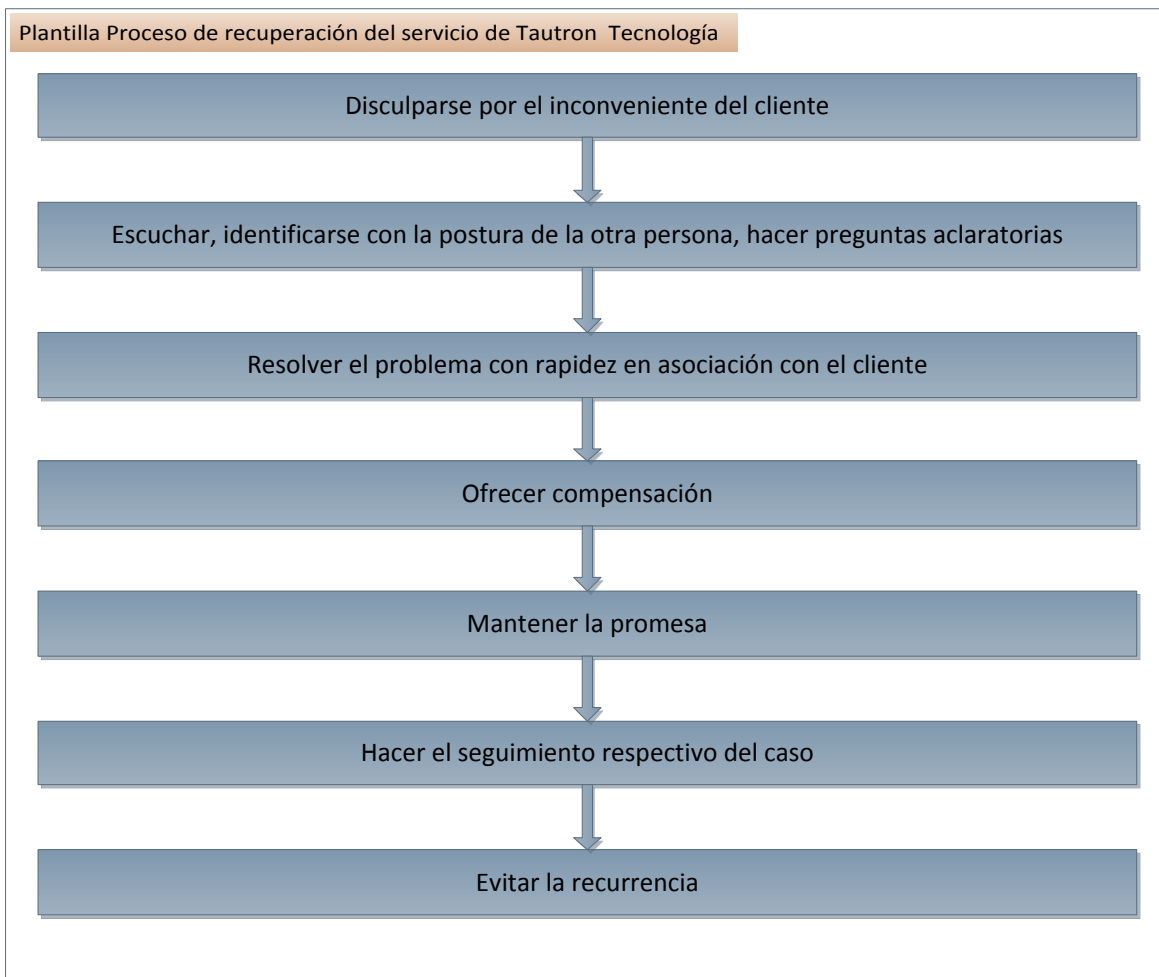 Plantilla Proceso de recuperación del servicio de Tautron Tecnología
Disculparse por el inconveniente del cliente
Escuchar, identificarse con la postura de la otra persona, hacer preguntas aclaratorias
Resolver el problema con rapidez en asociación con el cliente
Ofrecer compensación
Mantener la promesa
Hacer el seguimiento respectivo del caso
Evitar la recurrencia